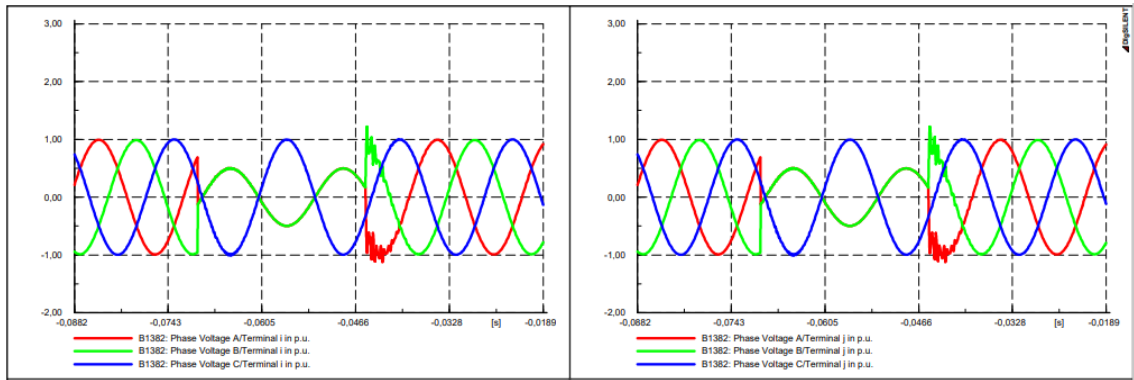 3,00
2,00
1,00
0,00
-1,00
-2,00
-0,0882 -0,0743 -0,0605 -0,0466 -0,0328 [s] -0,0189
B1382: Phase Voltage A/Terminal i in p.u.
B1382: Phase Voltage B/Terminal i in p.u.
B1382: Phase Voltage C/Terminal i in p.u.
3,00
2,00
1,00
0,00
-1,00
-2,00
-0,0882 -0,0743 -0,0605 -0,0466 -0,0328 [s] -0,0189
B1382: Phase Voltage A/Terminal j in p.u.
B1382: Phase Voltage B/Terminal j in p.u.
B1382: Phase Voltage C/Terminal j in p.u.
DIgSILENT